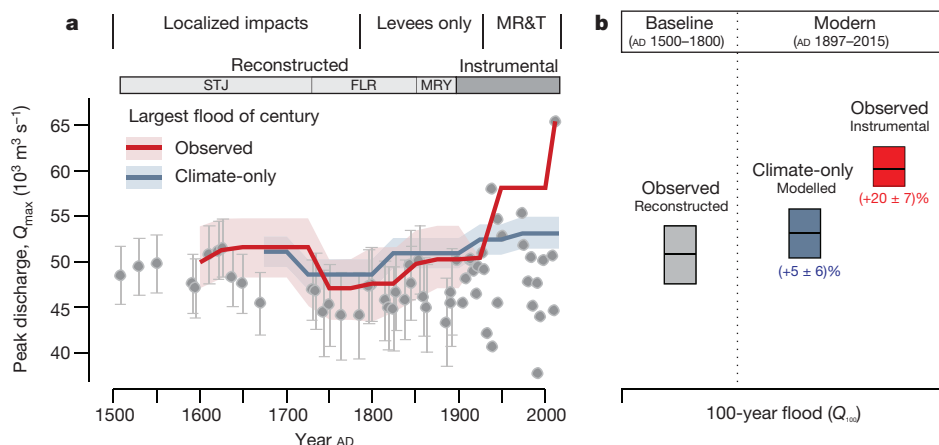 a
Localized impacts
Levees only
MR&T
Reconstructed
Instrumental
STJ
FLR
MRY
Largest flood of century
Observed
Climate-only
Peak discharge, Qmax (10³ m³ s⁻¹)
65
60
55
50
45
40
1500
1600
1700
1800
1900
2000
Year AD
b
Baseline
(AD 1500–1800)
Modern
(AD 1897–2015)
Observed
Reconstructed
Climate-only
Modelled
(+5 ± 6)%
Observed
Instrumental
(+20 ± 7)%
100-year flood (Q₁₀₀)